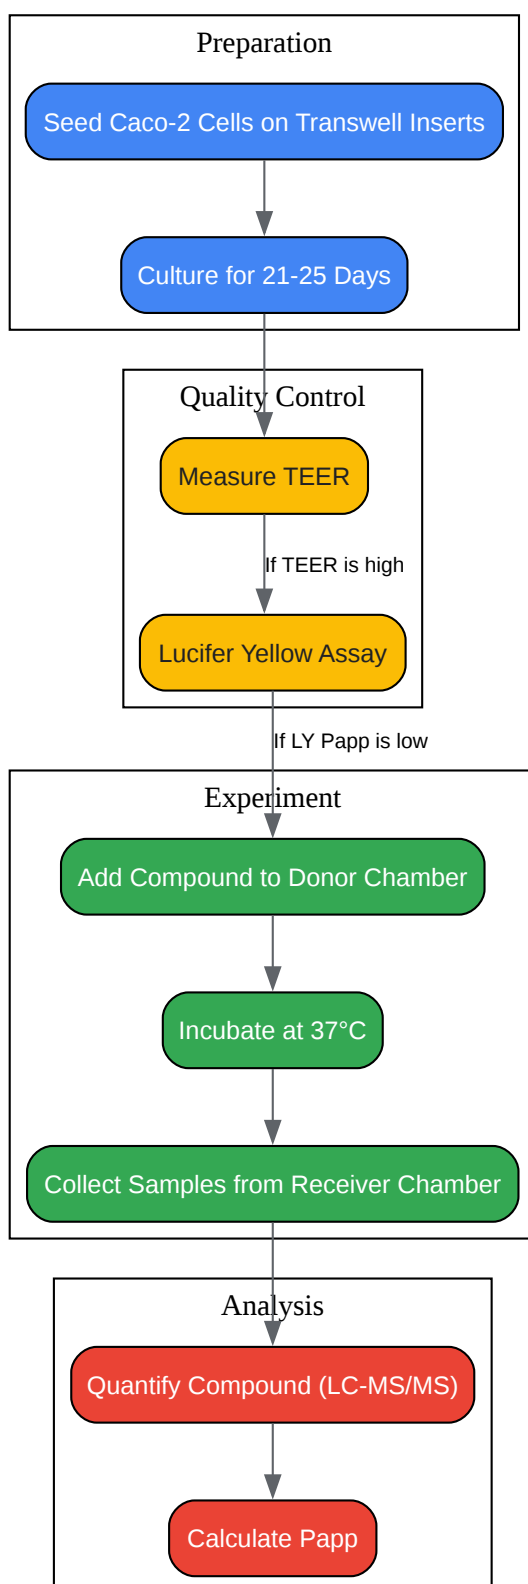 Preparation
Seed Caco-2 Cells on Transwell Inserts
Culture for 21-25 Days
Quality Control
Measure TEER
If TEER is high
Lucifer Yellow Assay
If LY Papp is low
Experiment
Add Compound to Donor Chamber
Incubate at 37°C
Collect Samples from Receiver Chamber
Analysis
Quantify Compound (LC-MS/MS)
Calculate Papp